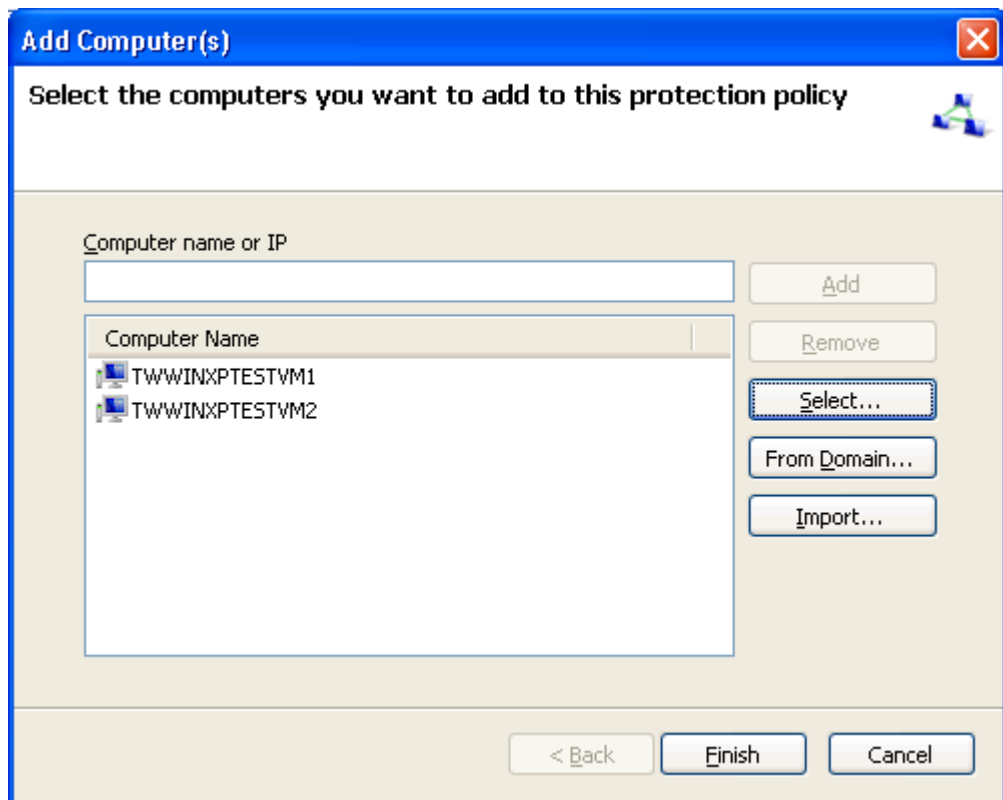 Add Computer(s)
Select the computers you want to add to this protection policy
Computer name or IP
Add
Computer Name
Remove
TWWINXPTESTVM1
Select...
TWWINXPTESTVM2
From Domain...
Import...
< Back Finish Cancel